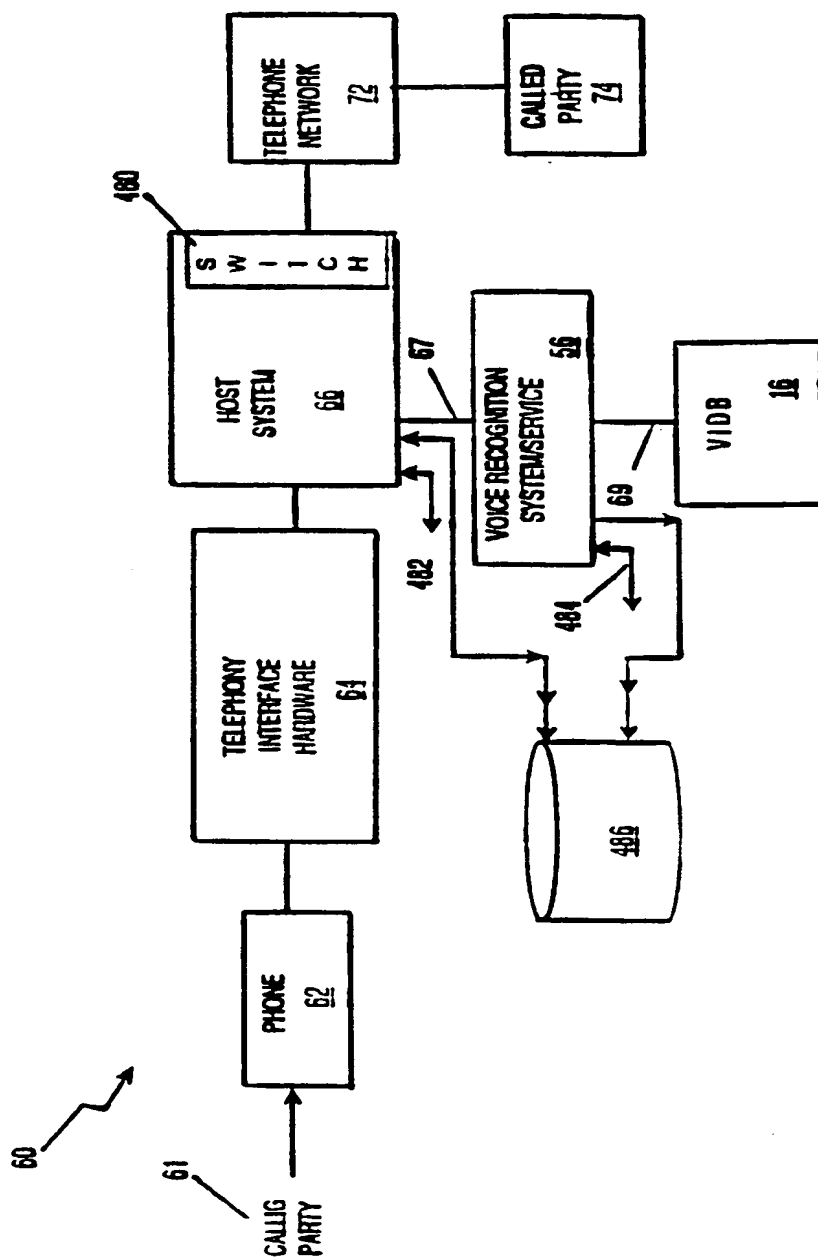 60
61
CALLIG
PARTY
PHONE
62
TELEPHONY
INTERFACE
HARDWARE
64
HOST
SYSTEM
66
SWITCH
480
TELEPHONE
NETWORK
72
CALLED
PARTY
74
482
67
VOICE RECOGNITION
SYSTEM/SERVICE
56
484
69
VIDB
16
486